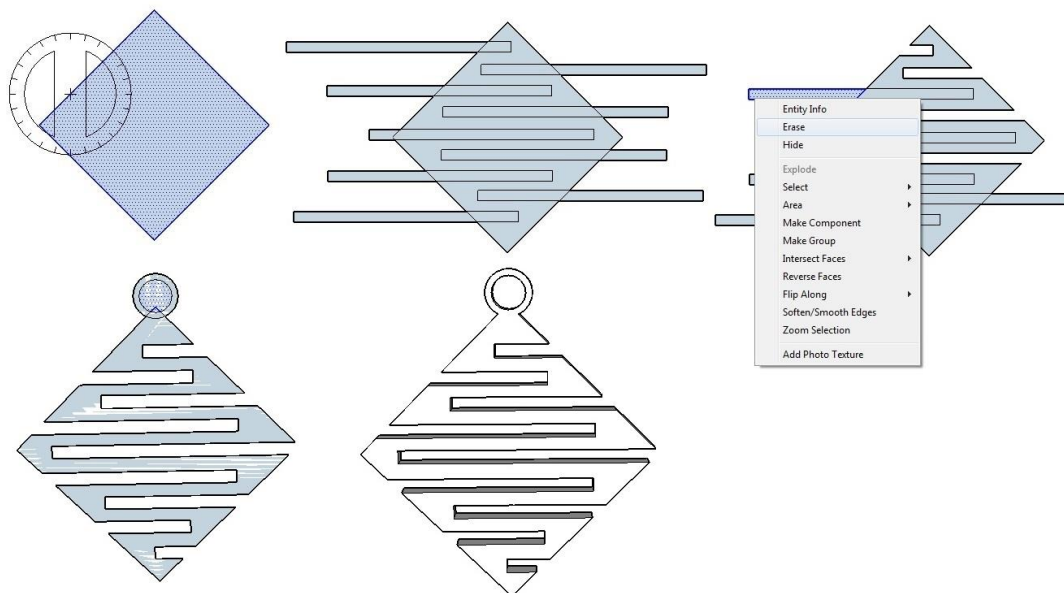 Entity Info
Erase
Hide
Explode
Select
Area
Make Component
Make Group
Intersect Faces
Reverse Faces
Flip Along
Soften/Smooth Edges
Zoom Selection
Add Photo Texture